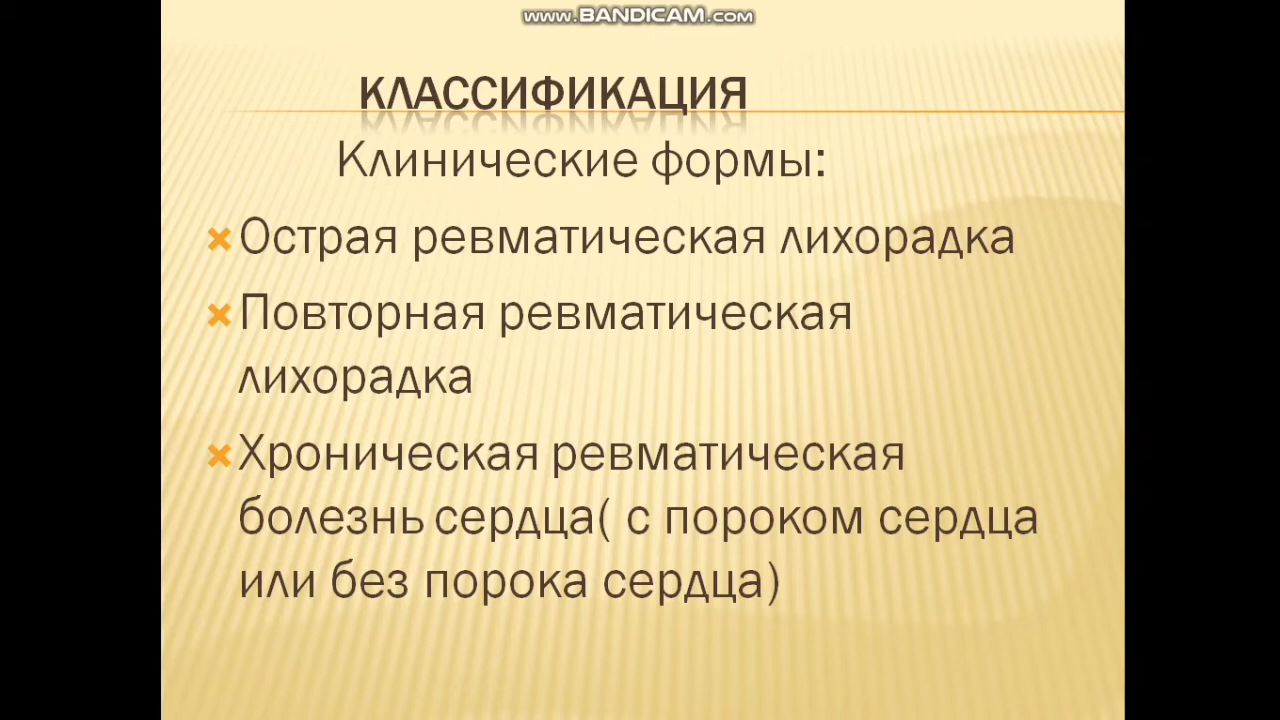 www.BANDICAM.com
КЛАССИФИКАЦИЯ
Клинические формы:
Острая ревматическая лихорадка
Повторная ревматическая
лихорадка
Хроническая ревматическая
болезнь сердца( с пороком сердца
или без порока сердца)